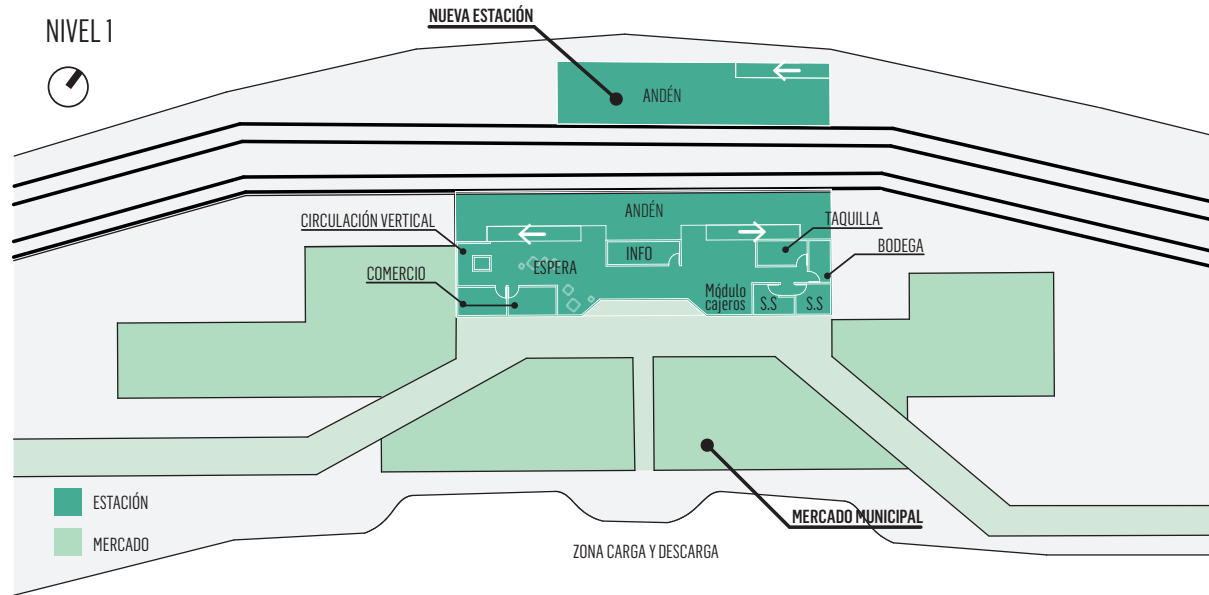 NUEVA ESTACIÓN
NIVEL 1
ANDÉN
ANDÉN
CIRCULACIÓN VERTICAL
TAQUILLA
INFO
BODEGA
ESPERA
COMERCIO
Módulo
cajeros
S.S
S.S
ESTACIÓN
MERCADO MUNICIPAL
MERCADO
ZONA CARGA Y DESCARGA